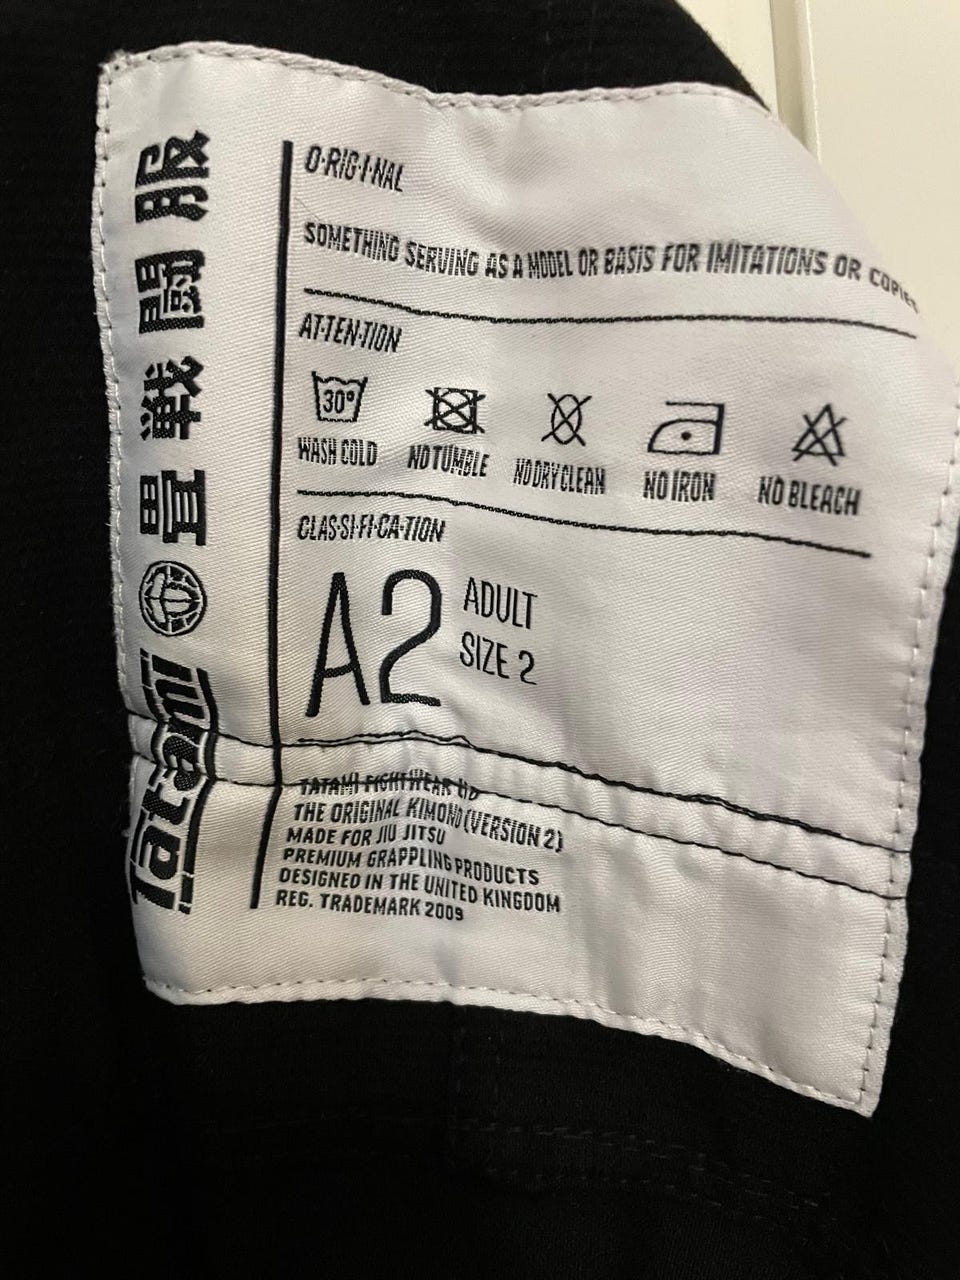 Tatami 畳戦闘服
O·RIG·I·NAL
SOMETHING SERVING AS A MODEL OR BASIS FOR IMITATIONS OR COPIES
AT·TEN·TION
30°
WASH COLD NO TUMBLE NO DRY CLEAN NO IRON NO BLEACH
CLAS·SI·FI·CA·TION
A2 ADULT
SIZE 2
TATAMI FIGHTWEAR LTD
THE ORIGINAL KIMONO (VERSION 2)
MADE FOR JIU JITSU
PREMIUM GRAPPLING PRODUCTS
DESIGNED IN THE UNITED KINGDOM
REG. TRADEMARK 2009